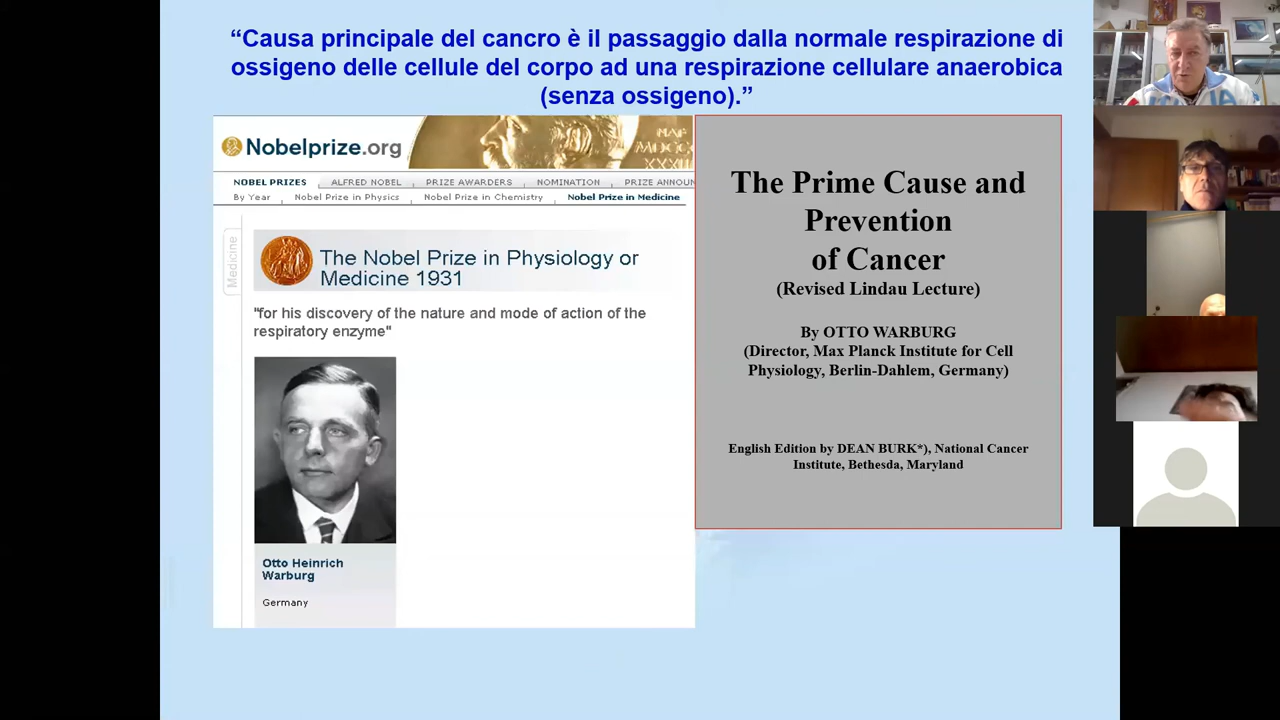 “Causa principale del cancro è il passaggio dalla normale respirazione di
ossigeno delle cellule del corpo ad una respirazione cellulare anaerobica
(senza ossigeno).”
Nobelprize.org
NOBEL PRIZES
ALFRED NOBEL
PRIZE AWARDERS
NOMINATION
PRIZE ANNOUN
By Year
Nobel Prize in Physics
Nobel Prize in Chemistry
Nobel Prize in Medicine
Medicine
The Nobel Prize in Physiology or
Medicine 1931
"for his discovery of the nature and mode of action of the
respiratory enzyme"
Otto Heinrich
Warburg
Germany
The Prime Cause and
Prevention
of Cancer
(Revised Lindau Lecture)
By OTTO WARBURG
(Director, Max Planck Institute for Cell
Physiology, Berlin-Dahlem, Germany)
English Edition by DEAN BURK*), National Cancer
Institute, Bethesda, Maryland